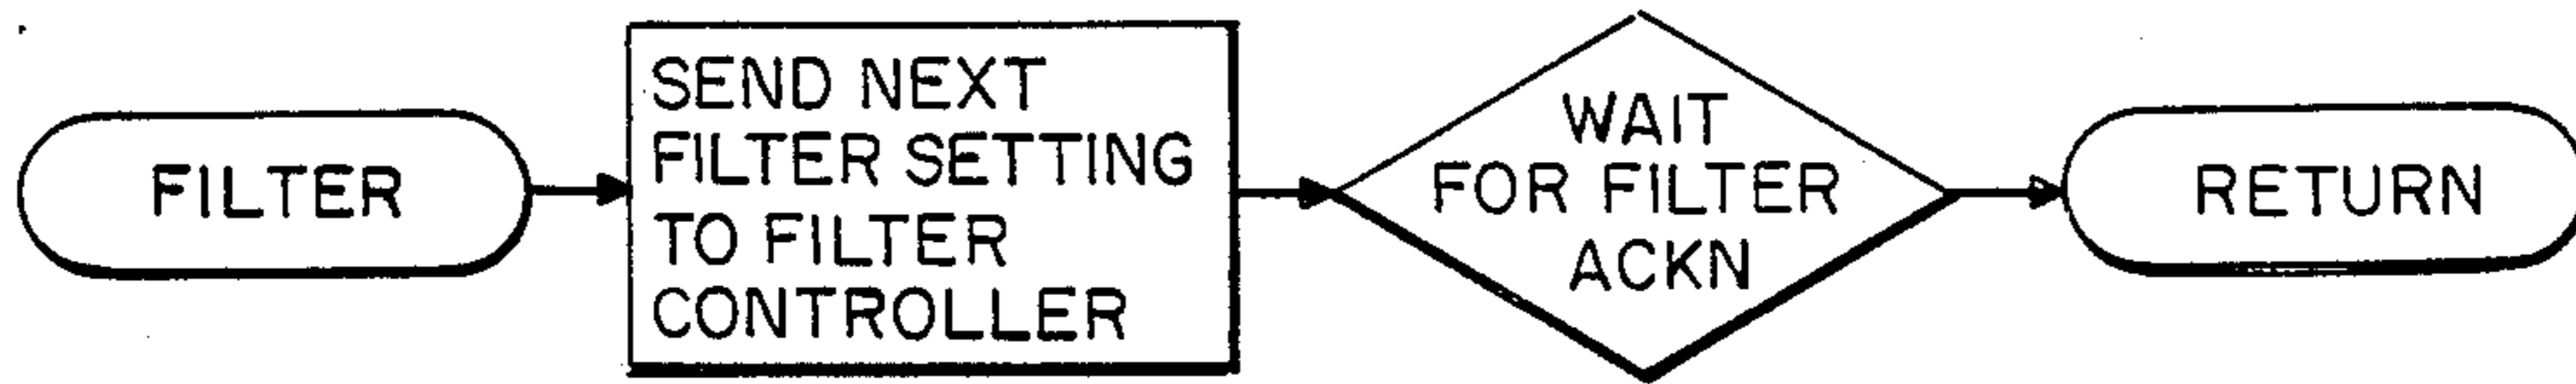 FILTER
SEND NEXT
FILTER SETTING
TO FILTER
CONTROLLER
WAIT
FOR FILTER
ACKN
RETURN